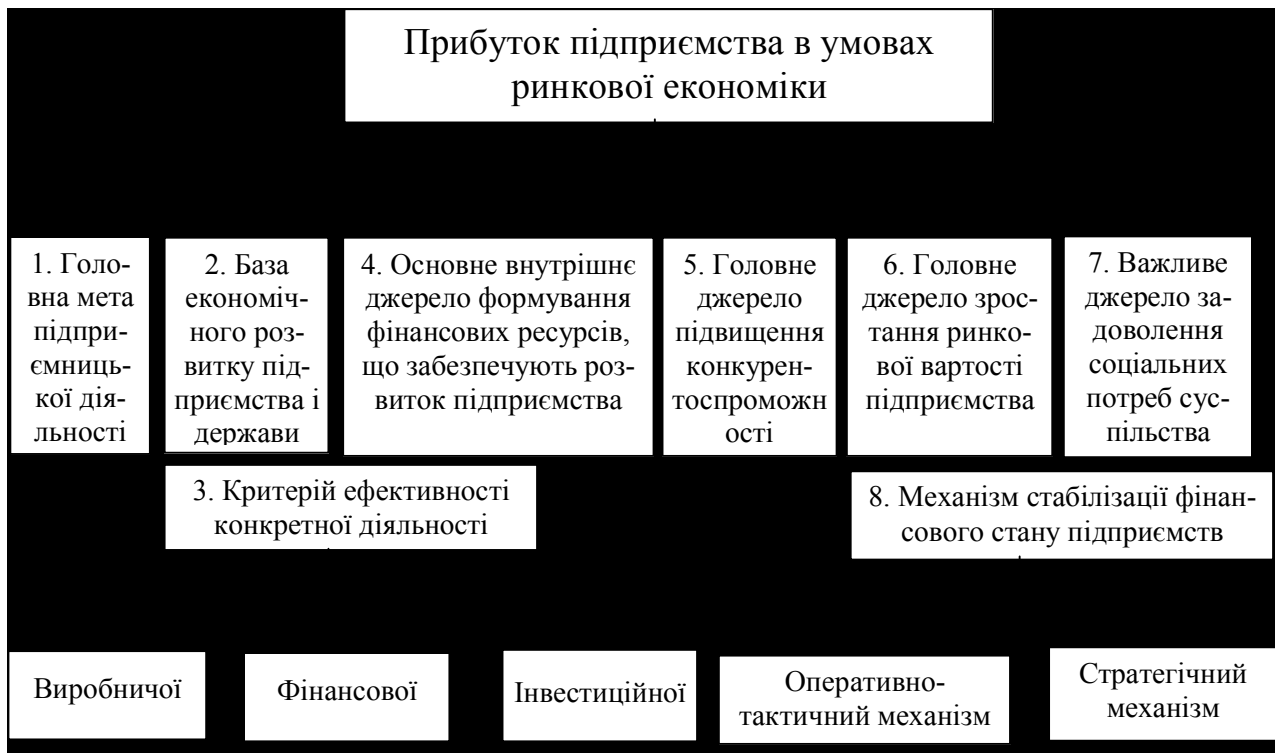 Прибуток підприємства в умовах
ринкової економіки
1. Голо-
вна мета
підпри-
ємниць-
кої дія-
льності
2. База
економіч-
ного роз-
витку під-
приємства і
держави
4. Основне внутрішнє
джерело формування
фінансових ресурсів,
що забезпечують роз-
виток підприємства
5. Головне
джерело
підвищення
конкурен-
тоспроможн
ості
6. Головне
джерело зрос-
тання ринко-
вої вартості
підприємства
7. Важливе
джерело за-
доволення
соціальних
потреб сус-
пільства
3. Критерій ефективності
конкретної діяльності
8. Механізм стабілізації фінан-
сового стану підприємств
Виробничої
Фінансової
Інвестиційної
Оперативно-
тактичний механізм
Стратегічний
механізм